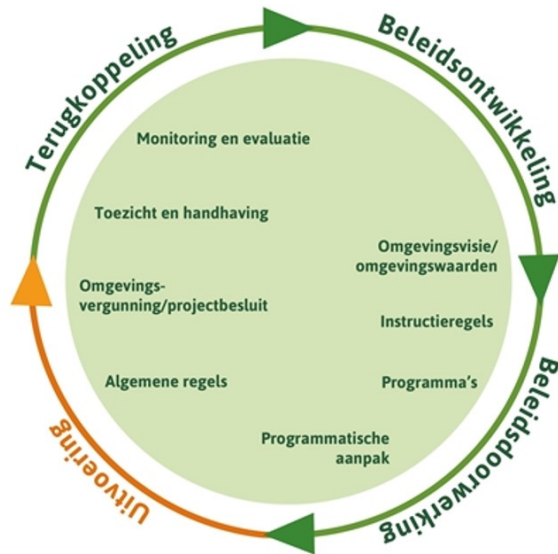 Terugkoppeling
Beleidsontwikkeling
Monitoring en evaluatie
Toezicht en handhaving
Omgevingsvisie/
omgevingswaarden
Omgevings-
vergunning/projectbesluit
Instructieregels
Algemene regels
Programma's
Programmatische
aanpak
Uitvoering
Beleidsdoorwerking